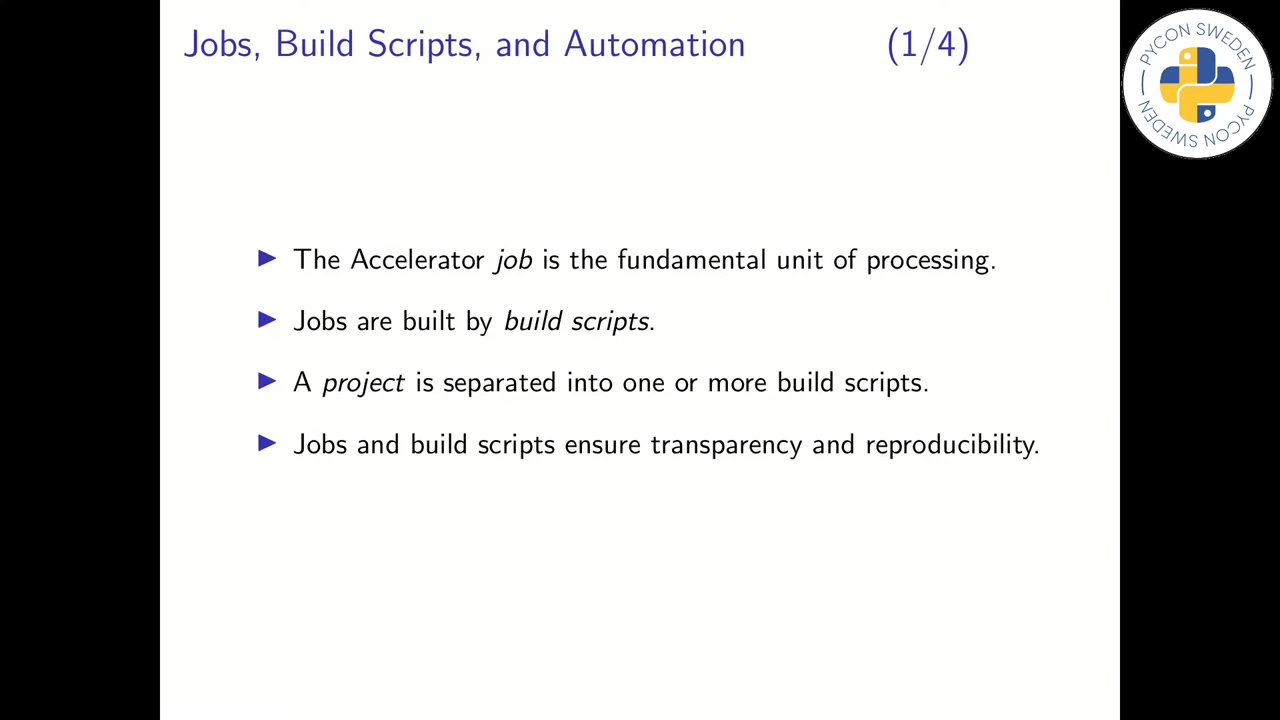 Jobs, Build Scripts, and Automation (1/4)
The Accelerator job is the fundamental unit of processing.
Jobs are built by build scripts.
A project is separated into one or more build scripts.
Jobs and build scripts ensure transparency and reproducibility.
PYCON SWEDEN
PYCON SWEDEN